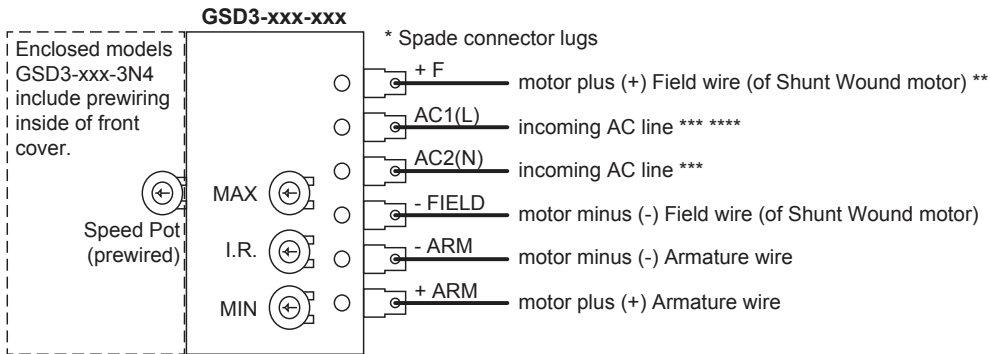 GSD3-xxx-xxx
Enclosed models
GSD3-xxx-3N4
include prewiring
inside of front
cover.
Speed Pot
(prewired)
MAX
I.R.
MIN
* Spade connector lugs
+ F motor plus (+) Field wire (of Shunt Wound motor) **
AC1(L) incoming AC line *** ****
AC2(N) incoming AC line ***
- FIELD motor minus (-) Field wire (of Shunt Wound motor)
- ARM motor minus (-) Armature wire
+ ARM motor plus (+) Armature wire